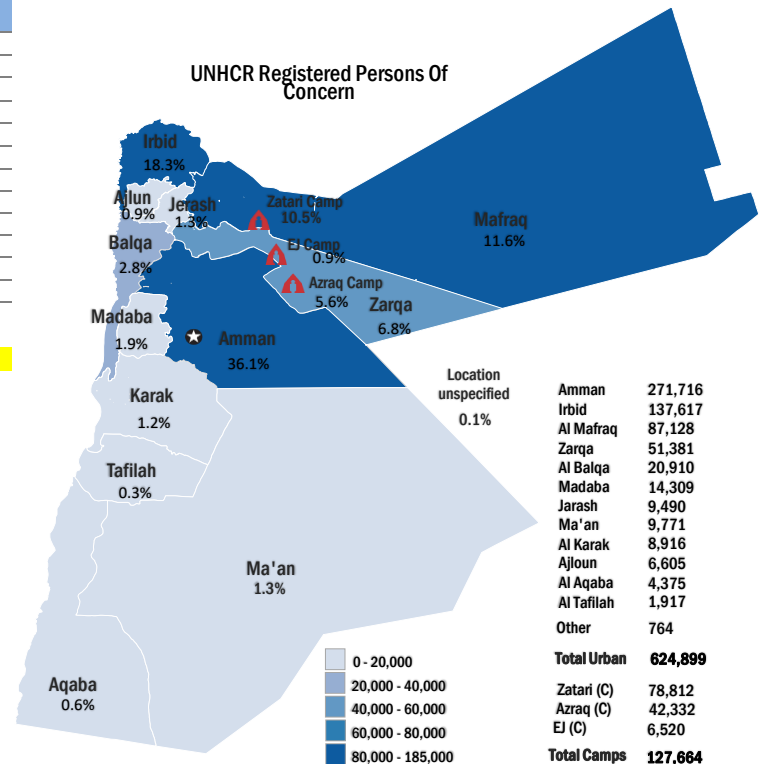 UNHCR Registered Persons Of
Concern
Irbid
18.3%
Ajlun
0.9%
Jerash
1.3%
Zatari Camp
10.5%
Mafraq
11.6%
Balqa
2.8%
EJ Camp
0.9%
Azraq Camp
5.6%
Zarqa
6.8%
Madaba
1.9%
Amman
36.1%
Location
unspecified
0.1%
Karak
1.2%
Tafilah
0.3%
Ma'an
1.3%
Aqaba
0.6%
0 - 20,000
20,000 - 40,000
40,000 - 60,000
60,000 - 80,000
80,000 - 185,000
Amman 271,716
Irbid 137,617
Al Mafraq 87,128
Zarqa 51,381
Al Balqa 20,910
Madaba 14,309
Jarash 9,490
Ma'an 9,771
Al Karak 8,916
Ajloun 6,605
Al Aqaba 4,375
Al Tafilah 1,917
Other 764
Total Urban 624,899
Zatari (C) 78,812
Azraq (C) 42,332
EJ (C) 6,520
Total Camps 127,664